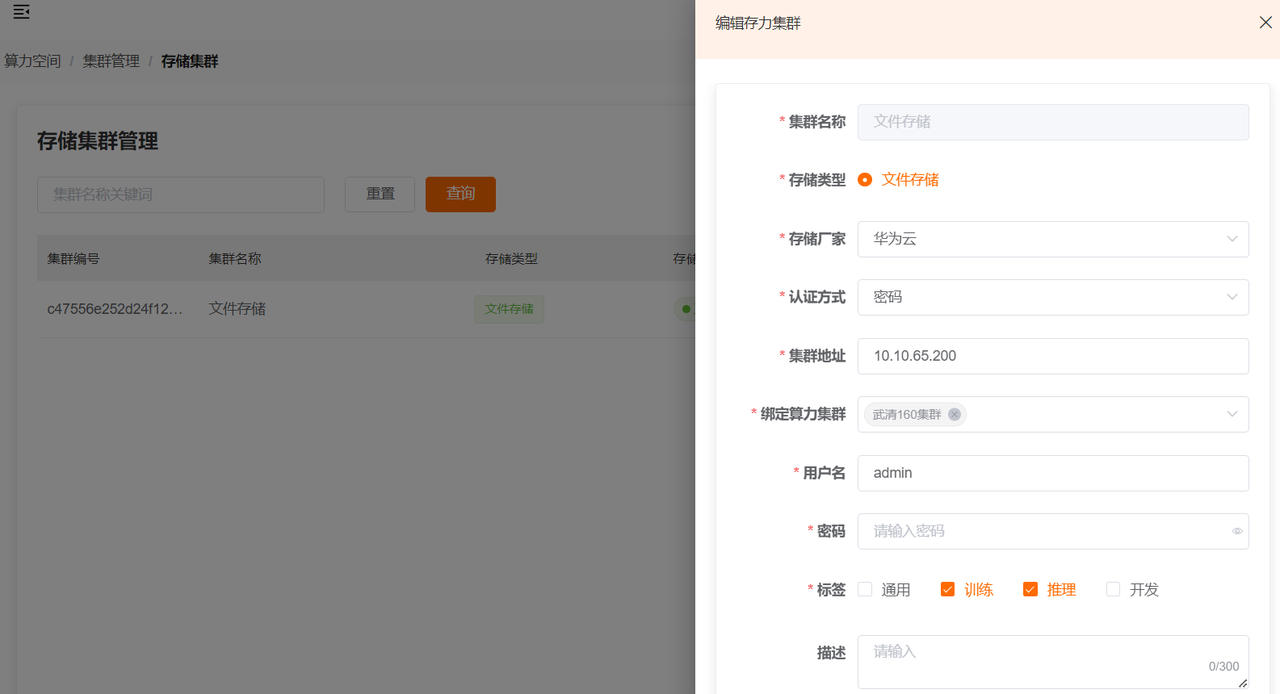 算力空间 / 集群管理 / 存储集群
存储集群管理
集群名称关键词
重置
查询
集群编号 集群名称 存储类型
c47556e252d24f12... 文件存储 文件存储
编辑存力集群
* 集群名称 文件存储
* 存储类型 文件存储
* 存储厂家 华为云
* 认证方式 密码
* 集群地址 10.10.65.200
* 绑定算力集群 武清160集群
* 用户名 admin
* 密码 请输入密码
* 标签 通用 训练 推理 开发
描述 请输入
0/300